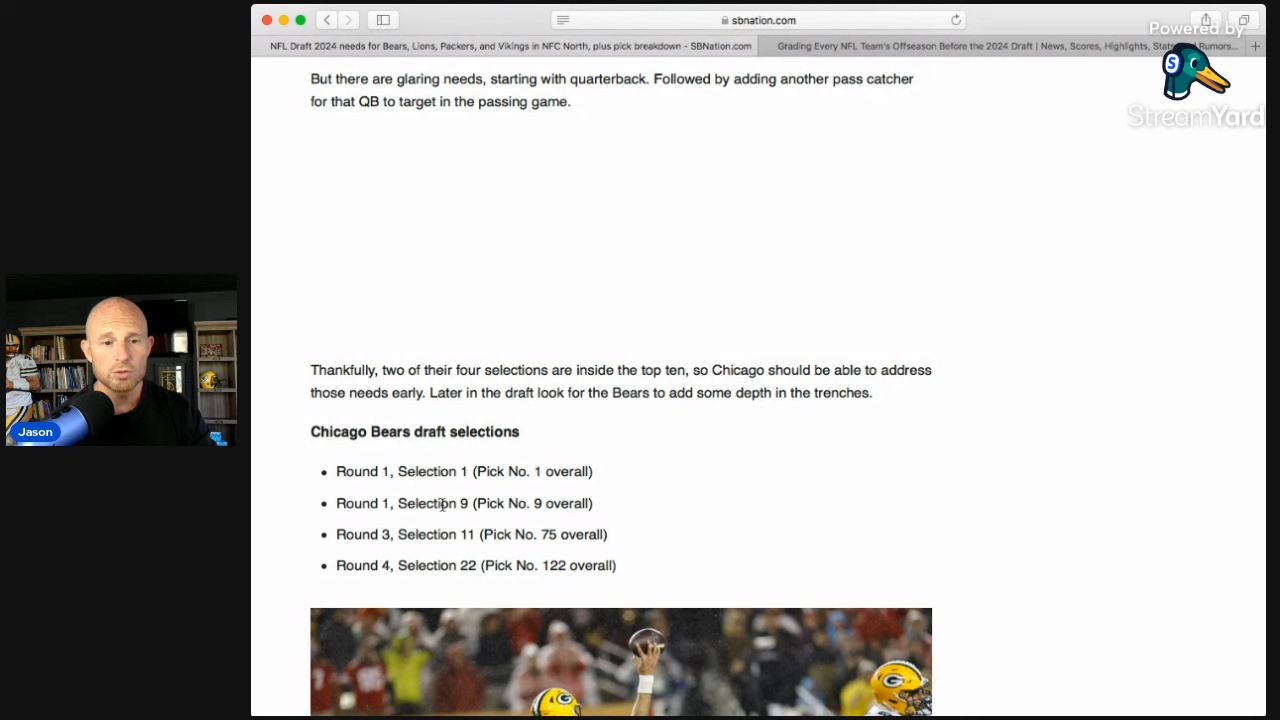 sbnation.com
NFL Draft 2024 needs for Bears, Lions, Packers, and Vikings in NFC North, plus pick breakdown - SBNation.com
Grading Every NFL Team's Offseason Before the 2024 Draft | News, Scores, Highlights, Stats and Rumors...
Powered by
S
StreamYard
But there are glaring needs, starting with quarterback. Followed by adding another pass catcher
for that QB to target in the passing game.
Thankfully, two of their four selections are inside the top ten, so Chicago should be able to address
those needs early. Later in the draft look for the Bears to add some depth in the trenches.
Chicago Bears draft selections
• Round 1, Selection 1 (Pick No. 1 overall)
• Round 1, Selection 9 (Pick No. 9 overall)
• Round 3, Selection 11 (Pick No. 75 overall)
• Round 4, Selection 22 (Pick No. 122 overall)
Jason
G
G